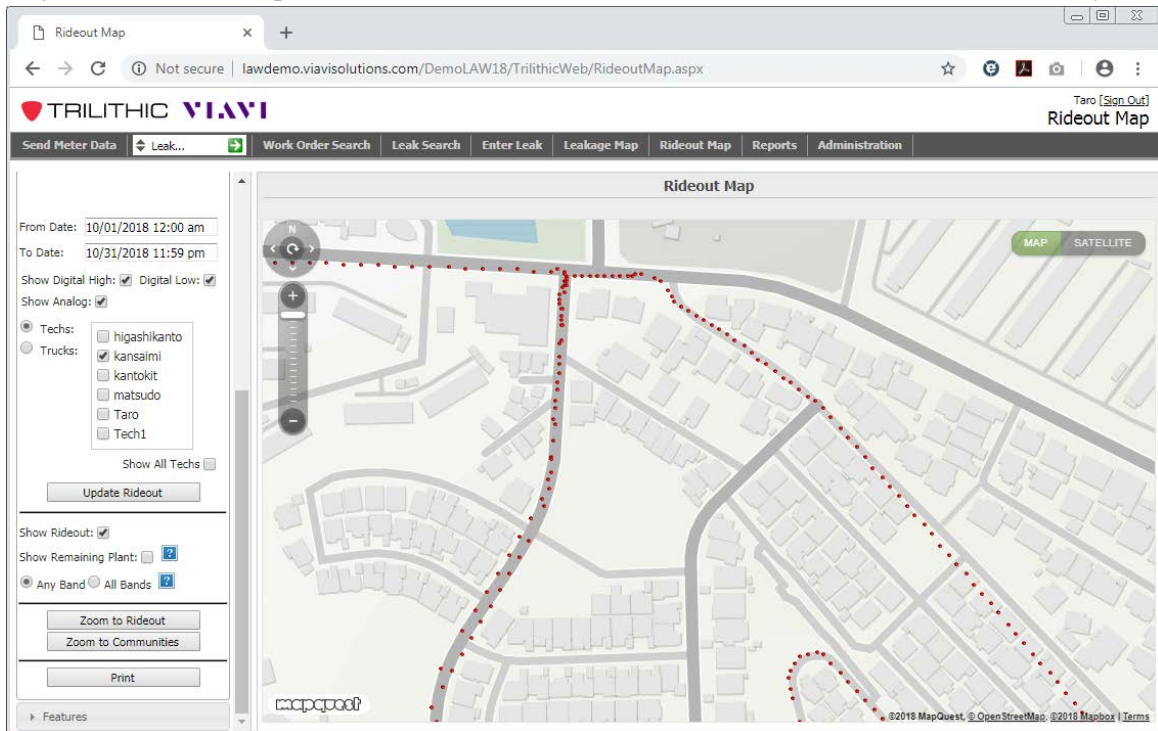 Rideout Map
Not secure | lawdemo.viavisolutions.com/DemoLAW18/TrilithicWeb/RideoutMap.aspx
TRILITHIC VIAVI
Taro [Sign Out]
Rideout Map
Send Meter Data Leak... Work Order Search Leak Search Enter Leak Leakage Map Rideout Map Reports Administration
Rideout Map
From Date: 10/01/2018 12:00 am
To Date: 10/31/2018 11:59 pm
Show Digital High: Digital Low:
Show Analog:
Techs:
Trucks:
higashikanto
kansaimi
kantokit
matsudo
Taro
Tech1
Show All Techs
Update Rideout
Show Rideout:
Show Remaining Plant: ?
Any Band All Bands ?
Zoom to Rideout
Zoom to Communities
Print
Features
N
MAP SATELLITE
mapquest
©2018 MapQuest, © OpenStreetMap, ©2018 Mapbox | Terms